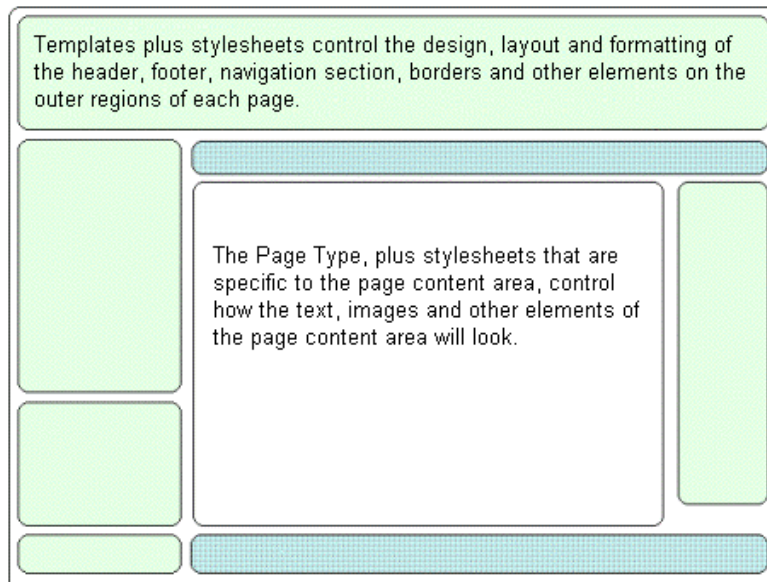 Templates plus stylesheets control the design, layout and formatting of
the header, footer, navigation section, borders and other elements on the
outer regions of each page.
The Page Type, plus stylesheets that are
specific to the page content area, control
how the text, images and other elements of
the page content area will look.